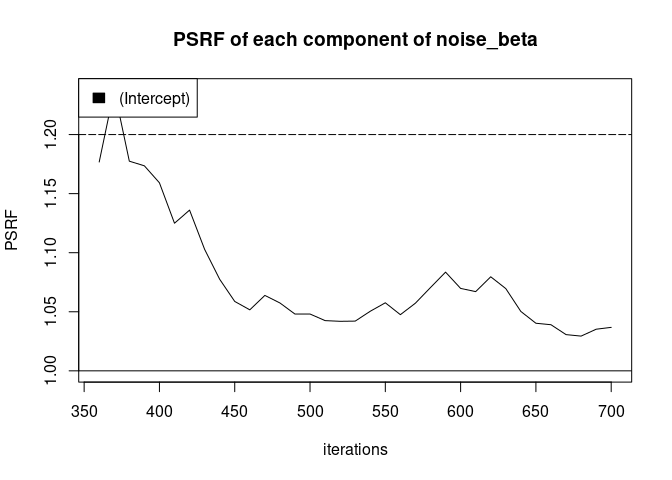 PSRF of each component of noise_beta
(Intercept)
PSRF
1.20
1.15
1.10
1.05
1.00
350 400 450 500 550 600 650 700
iterations